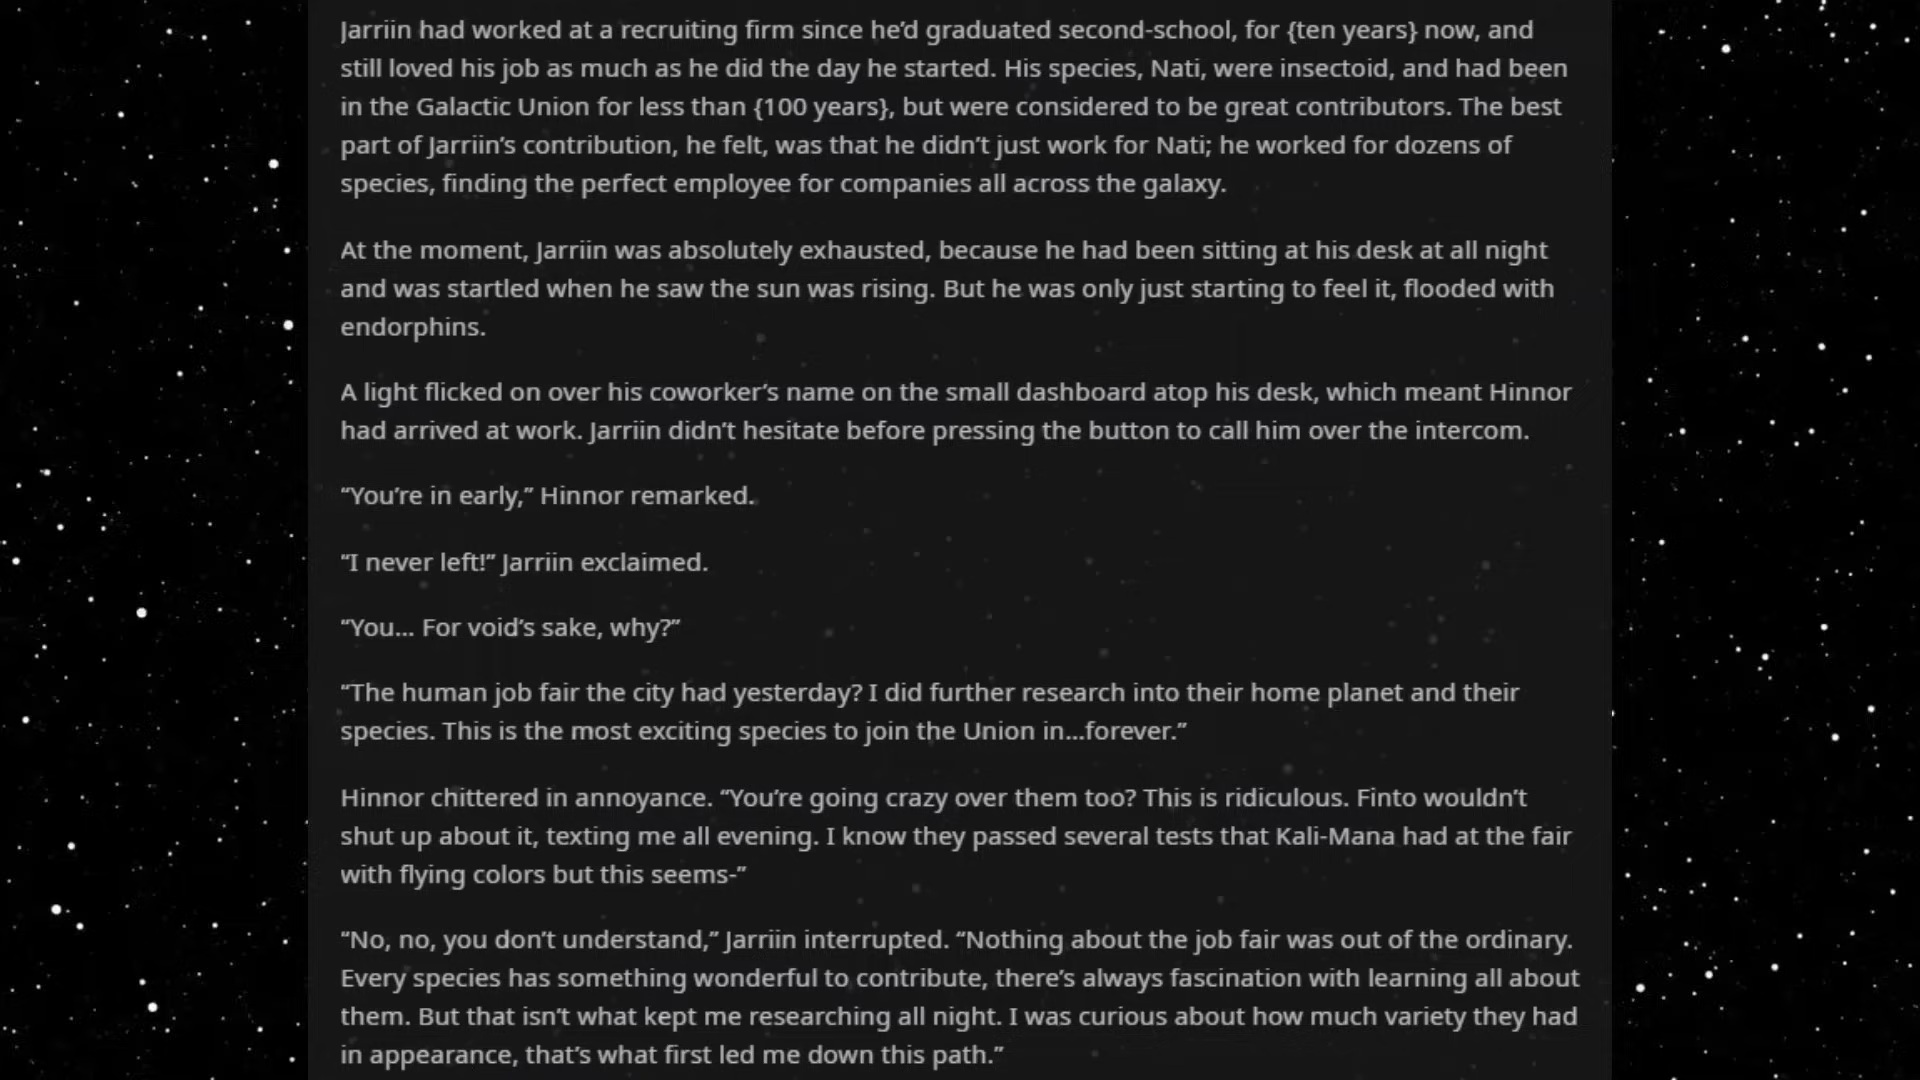 Jarriin had worked at a recruiting firm since he’d graduated second-school, for {ten years} now, and
still loved his job as much as he did the day he started. His species, Nati, were insectoid, and had been
in the Galactic Union for less than {100 years}, but were considered to be great contributors. The best
part of Jarriin’s contribution, he felt, was that he didn’t just work for Nati; he worked for dozens of
species, finding the perfect employee for companies all across the galaxy.
At the moment, Jarriin was absolutely exhausted, because he had been sitting at his desk at all night
and was startled when he saw the sun was rising. But he was only just starting to feel it, flooded with
endorphins.
A light flicked on over his coworker’s name on the small dashboard atop his desk, which meant Hinnor
had arrived at work. Jarriin didn’t hesitate before pressing the button to call him over the intercom.
“You’re in early,” Hinnor remarked.
“I never left!” Jarriin exclaimed.
“You... For void’s sake, why?”
“The human job fair the city had yesterday? I did further research into their home planet and their
species. This is the most exciting species to join the Union in...forever.”
Hinnor chittered in annoyance. “You’re going crazy over them too? This is ridiculous. Finto wouldn’t
shut up about it, texting me all evening. I know they passed several tests that Kali-Mana had at the fair
with flying colors but this seems-”
“No, no, you don’t understand,” Jarriin interrupted. “Nothing about the job fair was out of the ordinary.
Every species has something wonderful to contribute, there’s always fascination with learning all about
them. But that isn’t what kept me researching all night. I was curious about how much variety they had
in appearance, that’s what first led me down this path.”